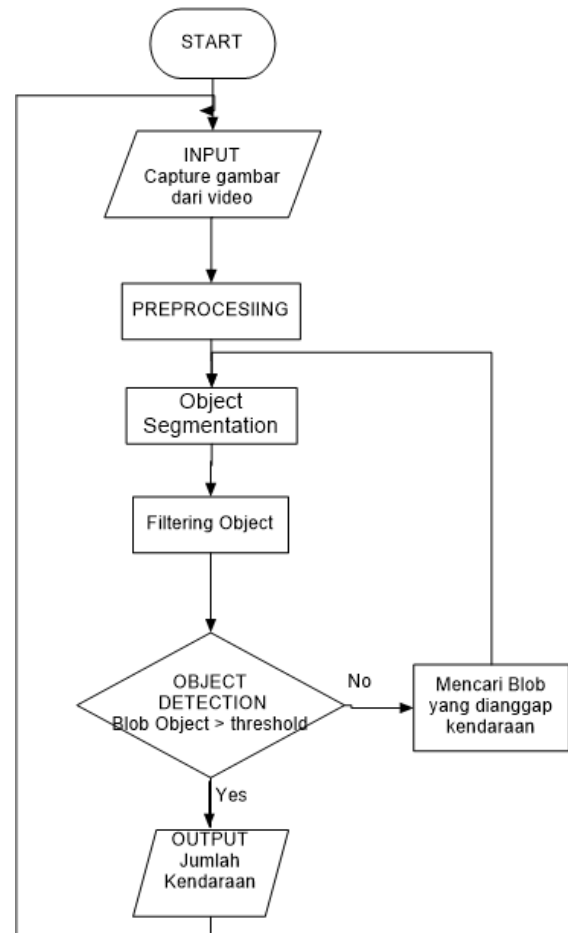 START
INPUT
Capture gambar
dari video
PREPROCESIING
Object
Segmentation
Filtering Object
OBJECT
DETECTION
Blob Object > threshold
No
Mencari Blob
yang dianggap
kendaraan
Yes
OUTPUT
Jumlah
Kendaraan